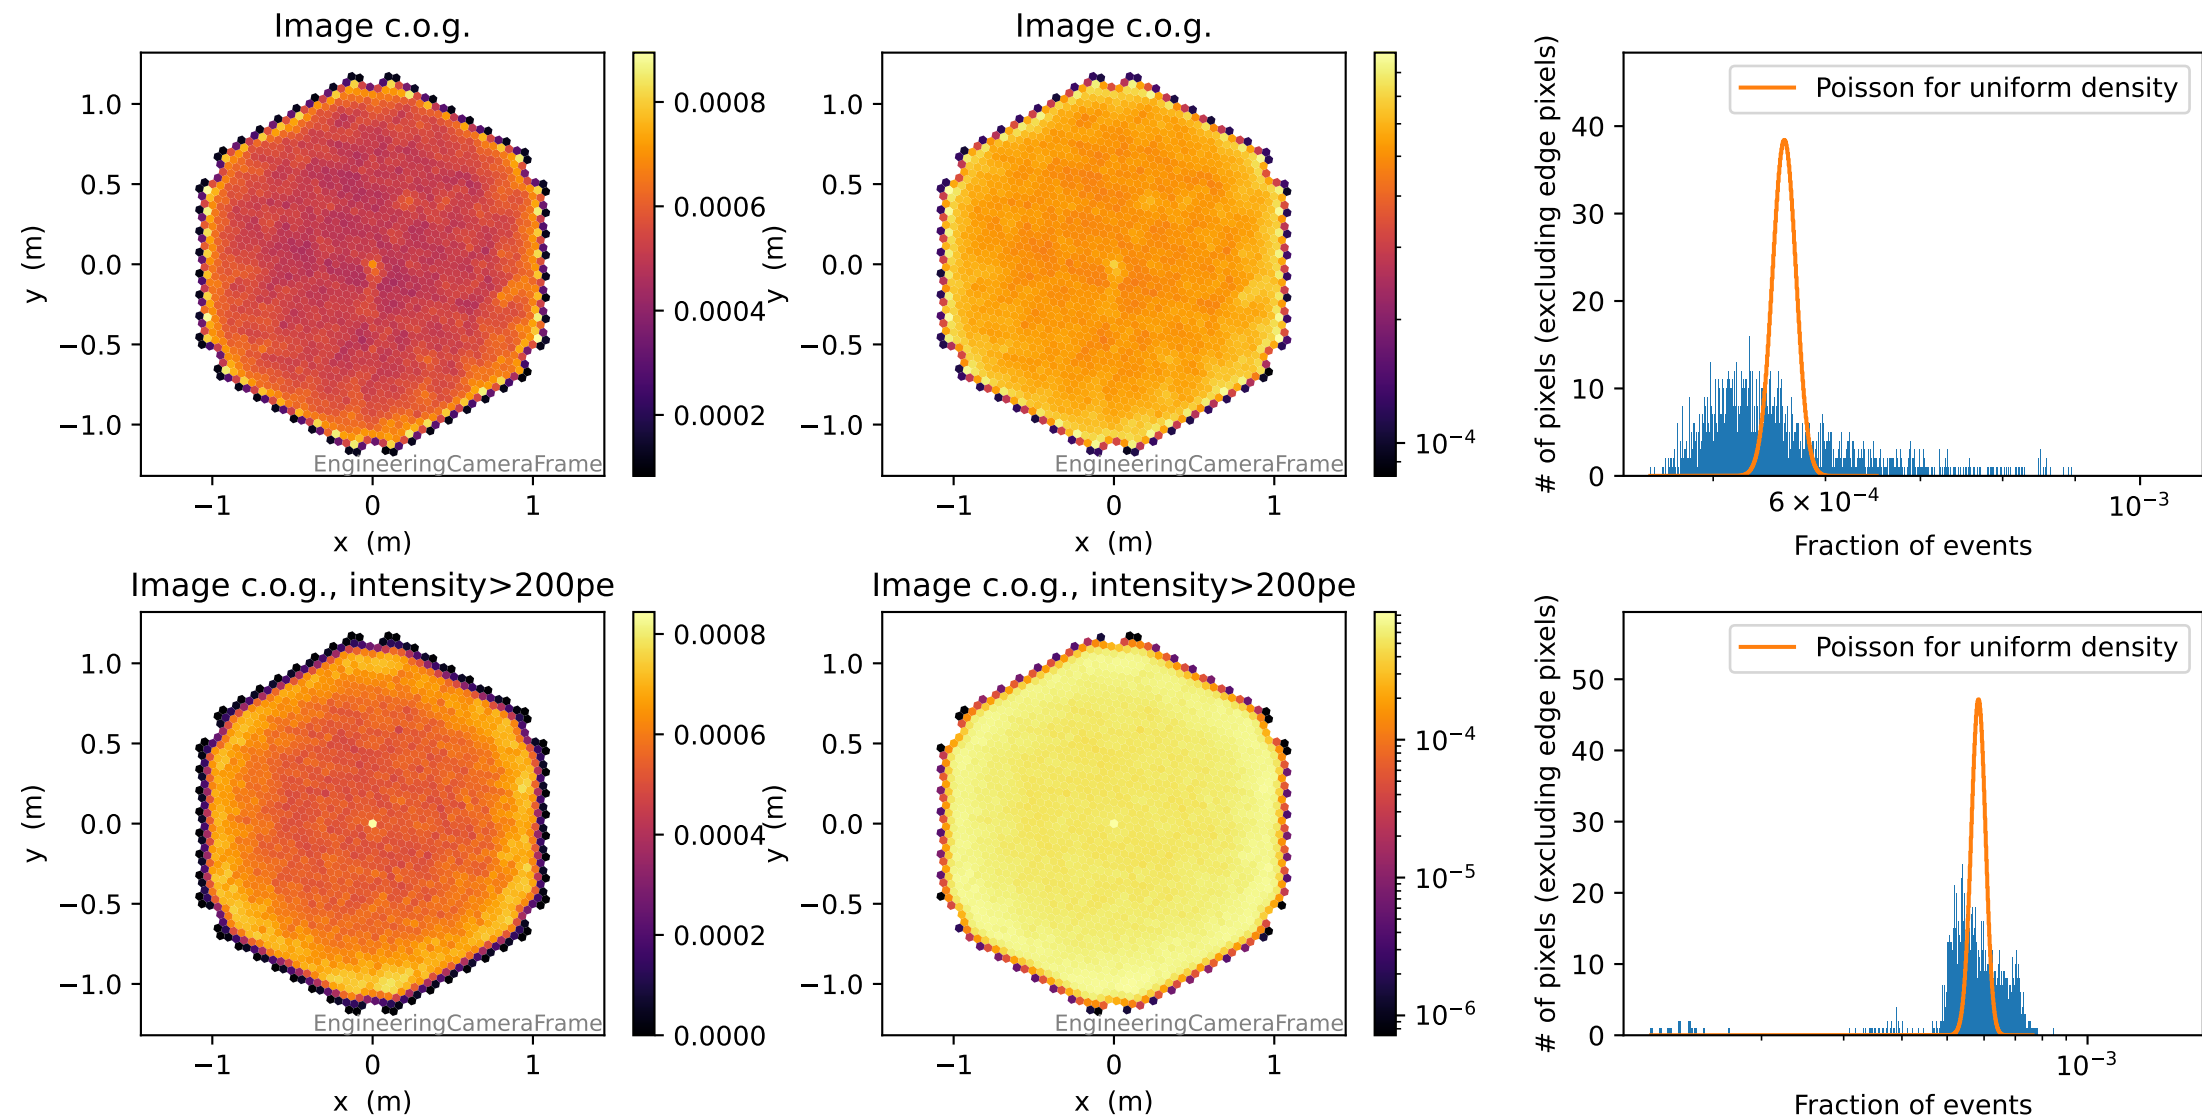 Image c.o.g.
1.0
0.5
0.0
−0.5
−1.0
y (m)
−1
0
1
x (m)
EngineeringCameraFrame
0.0008
0.0006
0.0004
0.0002
Image c.o.g.
1.0
0.5
0.0
−0.5
−1.0
y (m)
−1
0
1
x (m)
EngineeringCameraFrame
10⁻⁴
# of pixels (excluding edge pixels)
40
30
20
10
0
Poisson for uniform density
6 × 10⁻⁴
10⁻³
Fraction of events
Image c.o.g., intensity>200pe
1.0
0.5
0.0
−0.5
−1.0
y (m)
−1
0
1
x (m)
EngineeringCameraFrame
0.0008
0.0006
0.0004
0.0002
0.0000
Image c.o.g., intensity>200pe
1.0
0.5
0.0
−0.5
−1.0
y (m)
−1
0
1
x (m)
EngineeringCameraFrame
10⁻⁴
10⁻⁵
10⁻⁶
# of pixels (excluding edge pixels)
50
40
30
20
10
0
Poisson for uniform density
10⁻³
Fraction of events